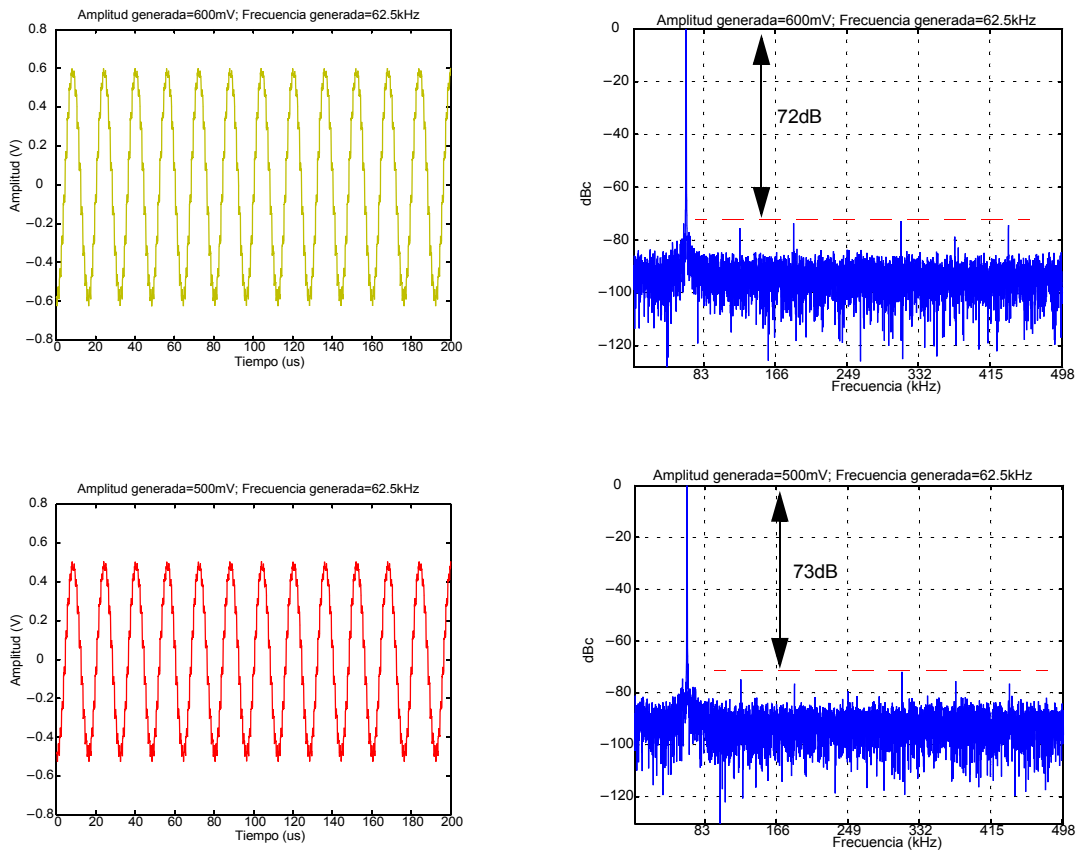 Amplitud generada=600mV; Frecuencia generada=62.5kHz
0.8
0.6
0.4
0.2
0
−0.2
−0.4
−0.6
−0.8
Amplitud (V)
0 20 40 60 80 100 120 140 160 180 200
Tiempo (us)
Amplitud generada=600mV; Frecuencia generada=62.5kHz
0
−20
−40
−60
−80
−100
−120
dBc
72dB
83 166 249 332 415 498
Frecuencia (kHz)
Amplitud generada=500mV; Frecuencia generada=62.5kHz
0.8
0.6
0.4
0.2
0
−0.2
−0.4
−0.6
−0.8
Amplitud (V)
0 20 40 60 80 100 120 140 160 180 200
Tiempo (us)
Amplitud generada=500mV; Frecuencia generada=62.5kHz
0
−20
−40
−60
−80
−100
−120
dBc
73dB
83 166 249 332 415 498
Frecuencia (kHz)